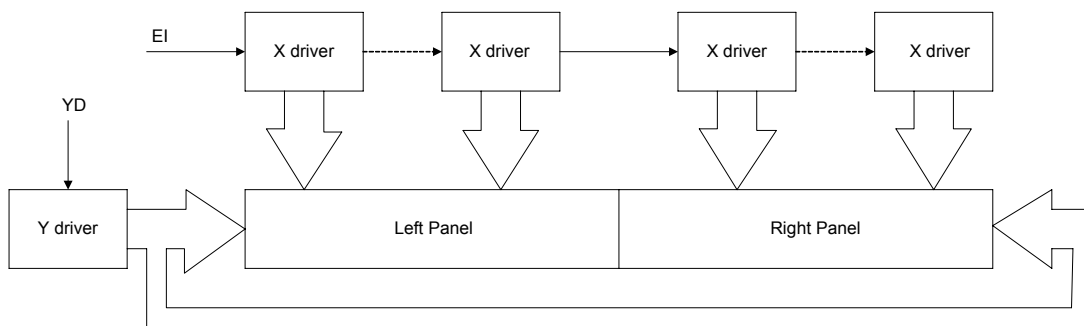 EI
X driver
X driver
X driver
X driver
YD
Y driver
Left Panel
Right Panel